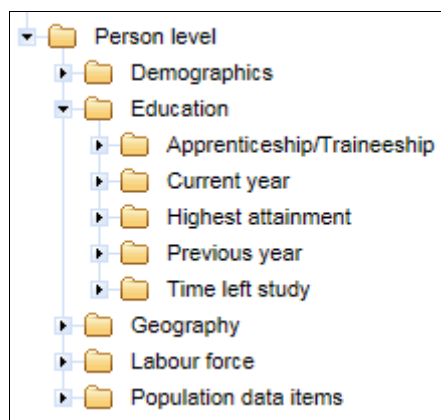 Person level
Demographics
Education
Apprenticeship/Traineeship
Current year
Highest attainment
Previous year
Time left study
Geography
Labour force
Population data items